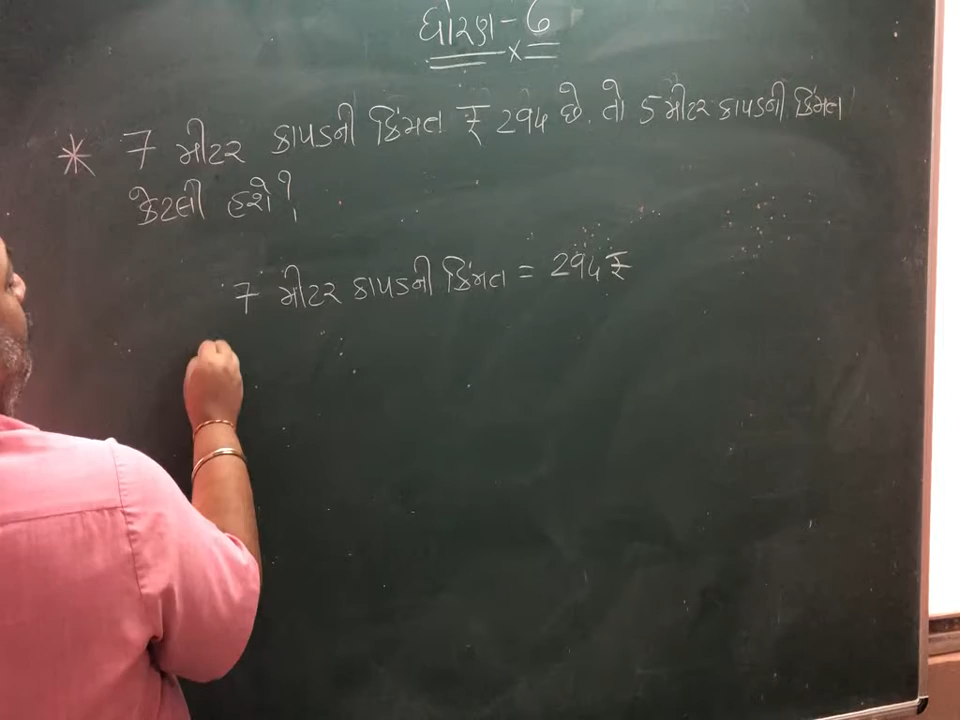 ધોરણ - 6
* 7 મીટર કાપડની કિંમત ₹ 294 છે. તો 5 મીટર કાપડની કિંમત
કેટલી હશે?
7 મીટર કાપડની કિંમત = 294 ₹